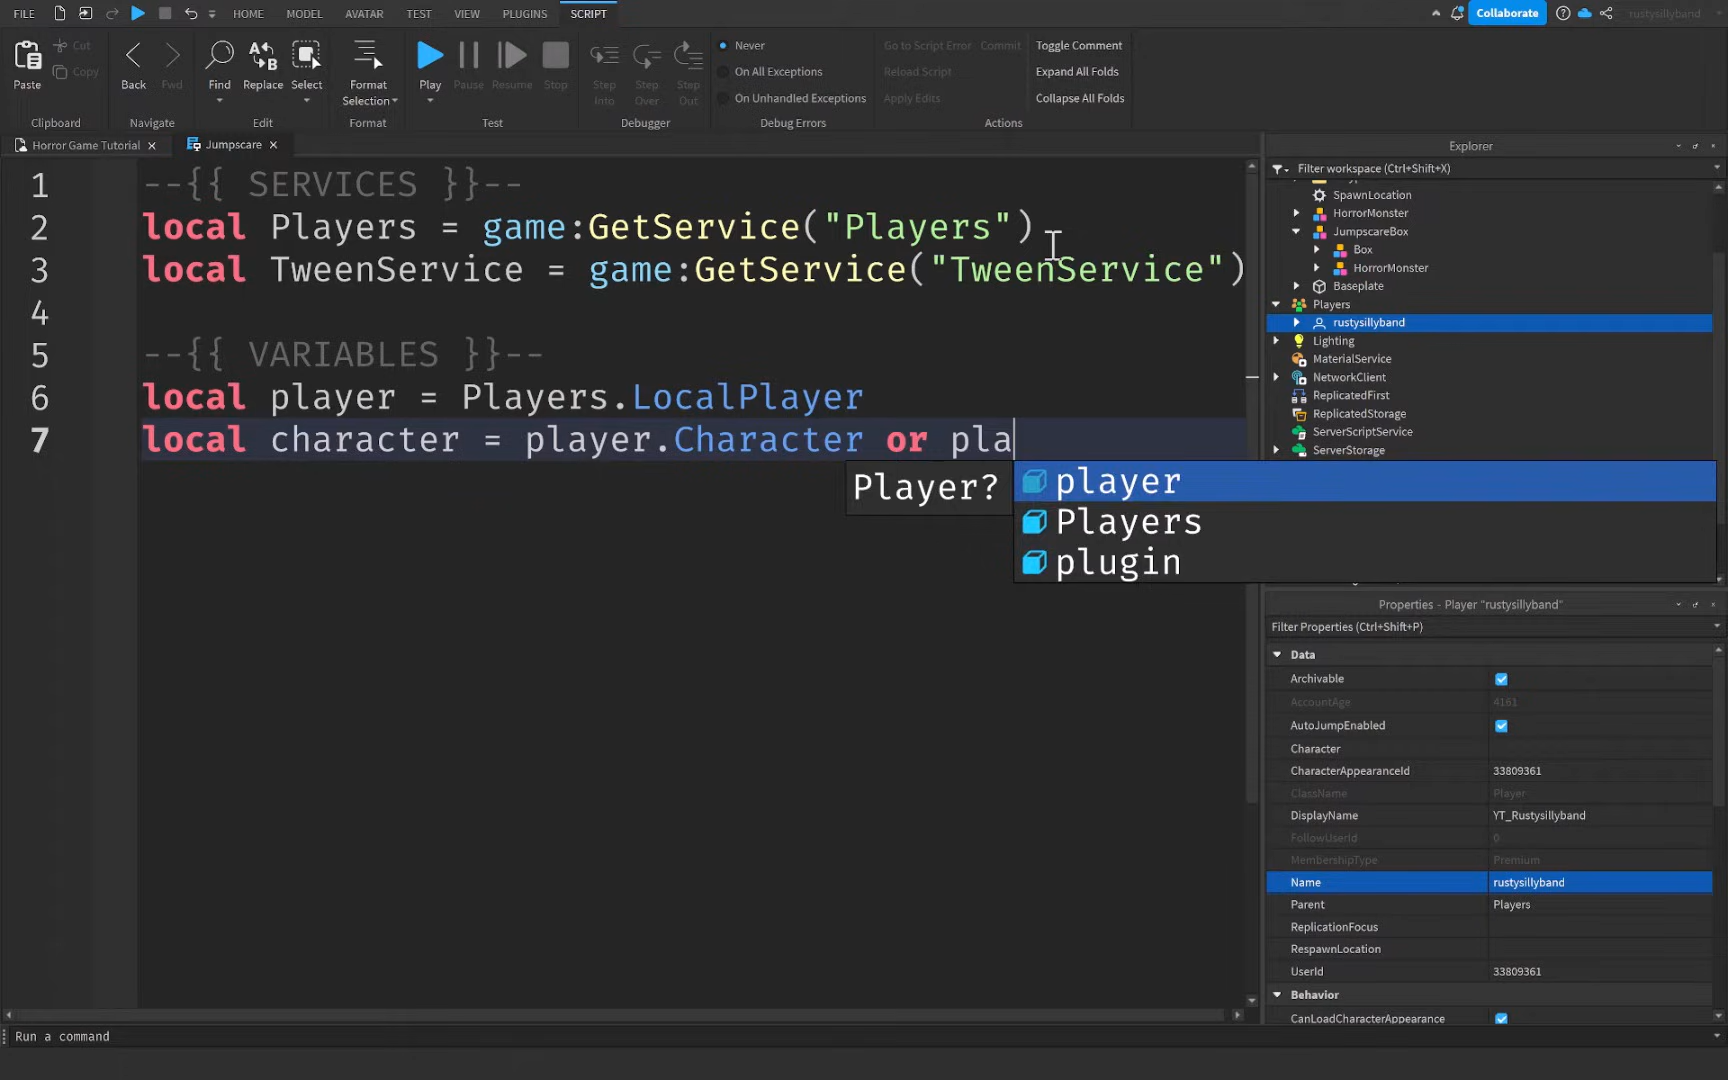 FILE HOME MODEL AVATAR TEST VIEW PLUGINS SCRIPT Collaborate rustysillyband
Paste Cut Copy Back Fwd Find Replace Select Format Selection Play Pause Resume Stop Step Into Step Over Step Out
Never
On All Exceptions
On Unhandled Exceptions
Go to Script Error Commit
Reload Script
Apply Edits
Toggle Comment
Expand All Folds
Collapse All Folds
Clipboard Navigate Edit Format Test Debugger Debug Errors Actions
Horror Game Tutorial Jumpscare
1 --{{ SERVICES }}--
2 local Players = game:GetService("Players")
3 local TweenService = game:GetService("TweenService")
4
5 --{{ VARIABLES }}--
6 local player = Players.LocalPlayer
7 local character = player.Character or pla
Player?
player
Players
plugin
Explorer
Filter workspace (Ctrl+Shift+X)
SpawnLocation
HorrorMonster
JumpscareBox
Box
HorrorMonster
Baseplate
Players
rustysillyband
Lighting
MaterialService
NetworkClient
ReplicatedFirst
ReplicatedStorage
ServerScriptService
ServerStorage
Properties - Player "rustysillyband"
Filter Properties (Ctrl+Shift+P)
Data
Archivable
AccountAge 4161
AutoJumpEnabled
Character
CharacterAppearanceId 33809361
ClassName Player
DisplayName YT_Rustysillyband
FollowUserId 0
MembershipType Premium
Name rustysillyband
Parent Players
ReplicationFocus
RespawnLocation
UserId 33809361
Behavior
CanLoadCharacterAppearance
Run a command